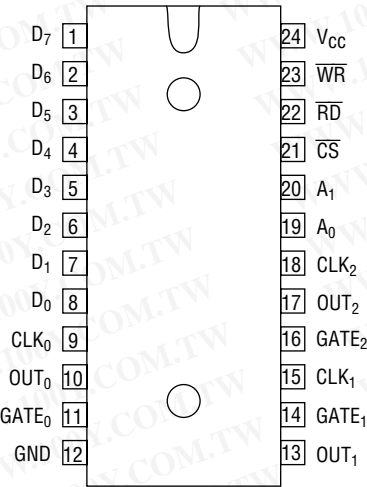 D7 1 24 VCC
D6 2 23 WR
D5 3 22 RD
D4 4 21 CS
D3 5 20 A1
D2 6 19 A0
D1 7 18 CLK2
D0 8 17 OUT2
CLK0 9 16 GATE2
OUT0 10 15 CLK1
GATE0 11 14 GATE1
GND 12 13 OUT1